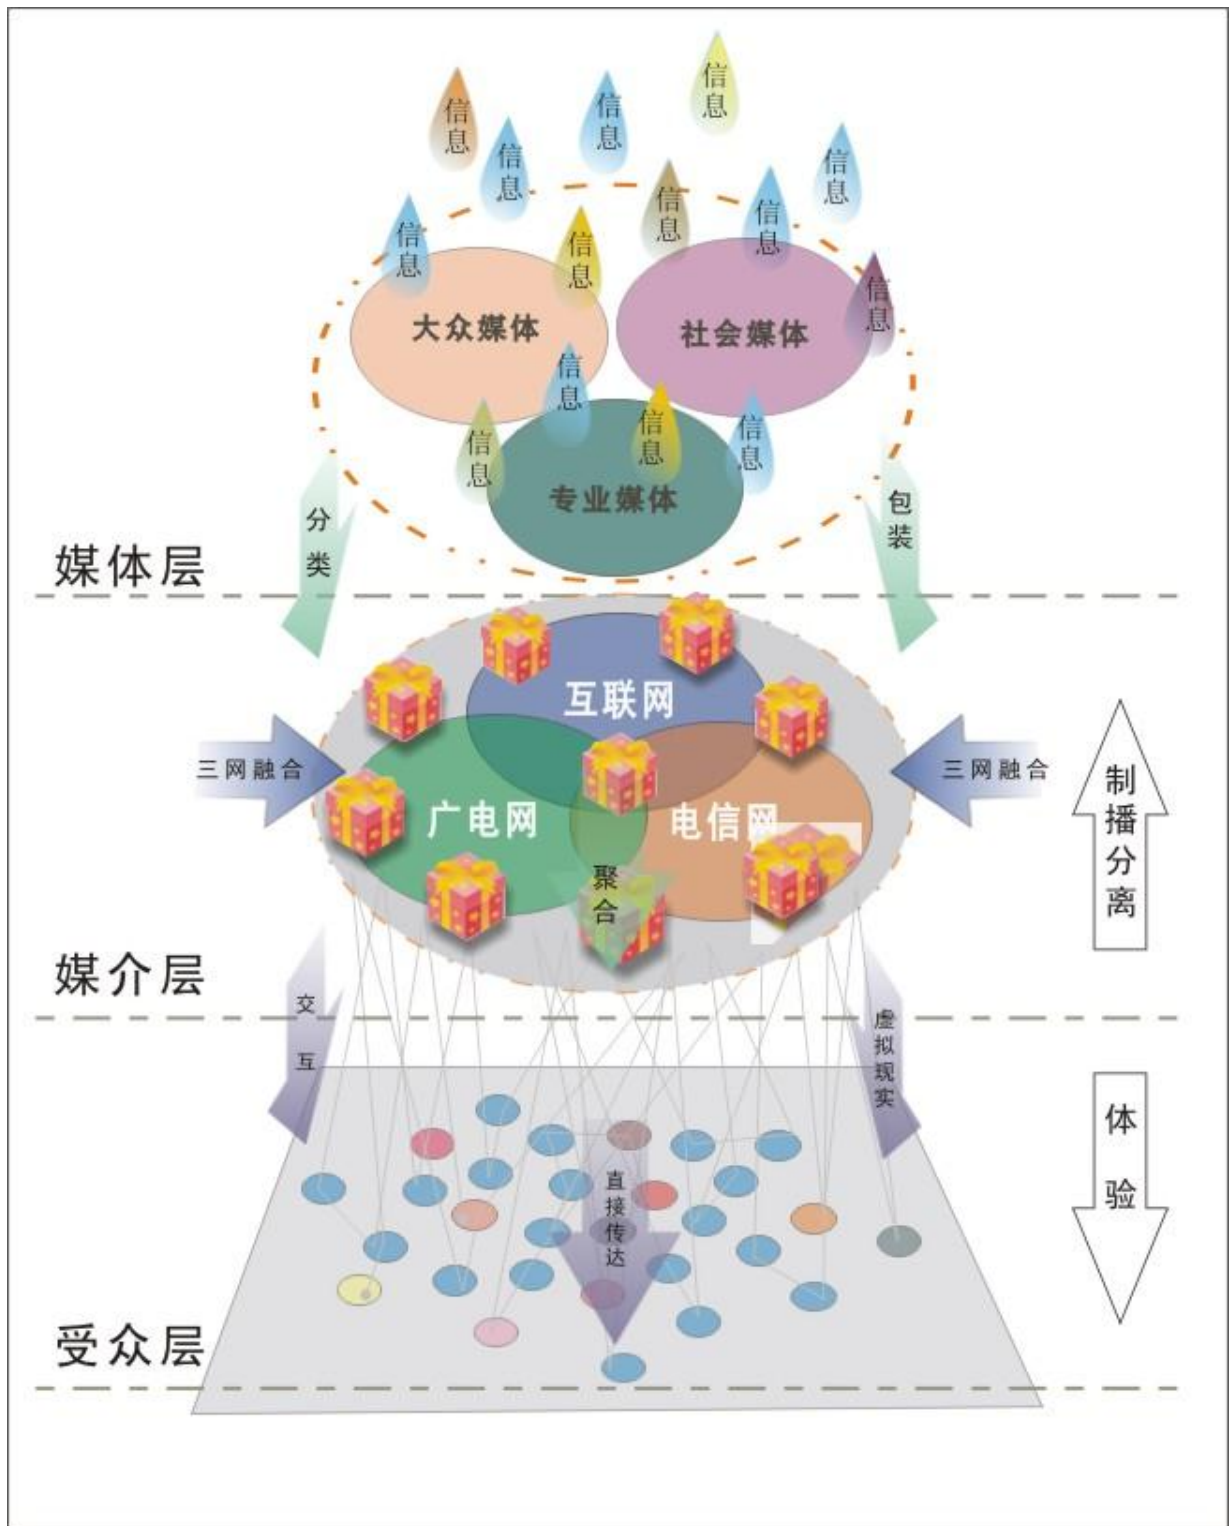 信息
信息
信息
信息
信息
信息
信息
信息
信息
信息
信息
大众媒体
社会媒体
信息
信息
信息
信息
专业媒体
分类
包装
媒体层
互联网
三网融合
三网融合
广电网
电信网
制播分离
聚合
媒介层
交互
虚拟现实
体验
直接传达
受众层